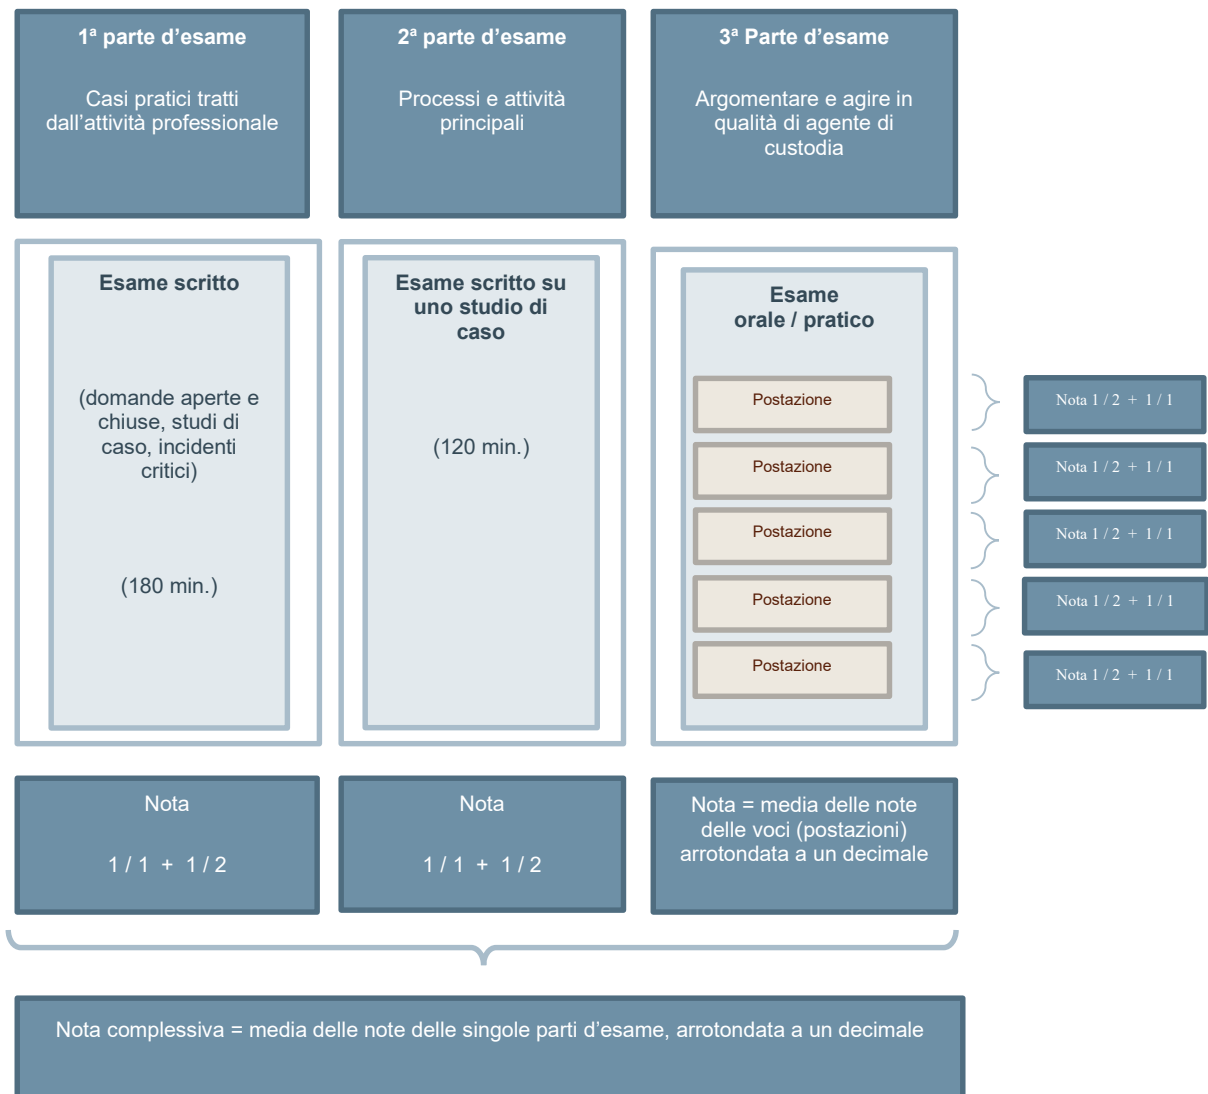 1ª parte d’esame
Casi pratici tratti
dall’attività professionale
2ª parte d’esame
Processi e attività
principali
3ª Parte d’esame
Argomentare e agire in
qualità di agente di
custodia
Esame scritto
(domande aperte e
chiuse, studi di
caso, incidenti
critici)
(180 min.)
Esame scritto su
uno studio di
caso
(120 min.)
Esame
orale / pratico
Postazione
Nota 1 / 2 + 1 / 1
Postazione
Nota 1 / 2 + 1 / 1
Postazione
Nota 1 / 2 + 1 / 1
Postazione
Nota 1 / 2 + 1 / 1
Postazione
Nota 1 / 2 + 1 / 1
Nota
1 / 1 + 1 / 2
Nota
1 / 1 + 1 / 2
Nota = media delle note
delle voci (postazioni)
arrotondata a un decimale
Nota complessiva = media delle note delle singole parti d’esame, arrotondata a un decimale